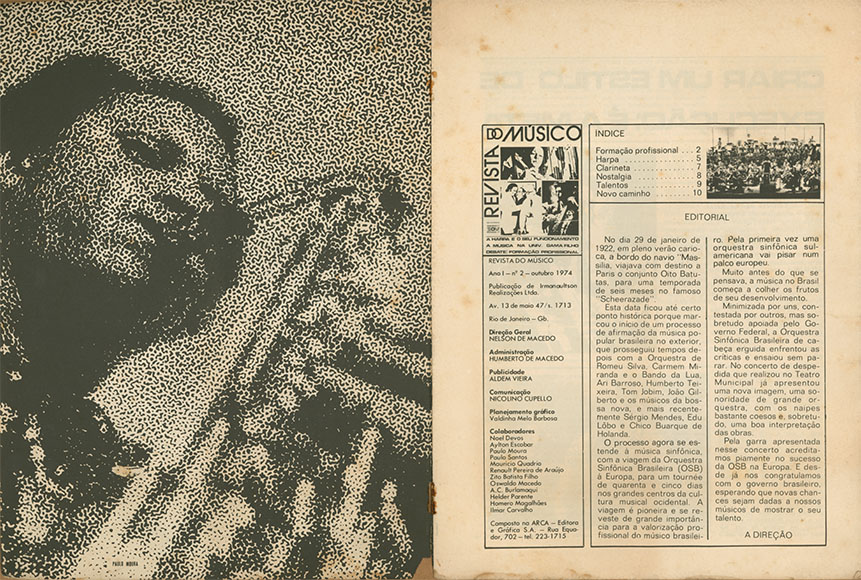 PAULO MOURA
REVISTA DO MÚSICO
A HARPA E O SEU FUNCIONAMENTO
A MUSICA NA UNIV. GAMA FILHO
DEBATE: FORMAÇÃO PROFISSIONAL
REVISTA DO MÚSICO
Ano I – nº 2 – outubro 1974
Publicação de Irmanaultson
Realizações Ltda.
Av. 13 de maio 47/s. 1713
Rio de Janeiro – Gb.
Direção Geral
NELSON DE MACEDO
Administração
HUMBERTO DE MACEDO
Publicidade
ALDEM VIEIRA
Comunicação
NICOLINO CUPELLO
Planejamento gráfico
Valdinha Melo Barbosa
Colaboradores
Noel Devos
Aylton Escobar
Paulo Moura
Paulo Santos
Mauricio Quadrio
Renault Pereira de Araújo
Zito Batista Filho
Oswaldo Macedo
A.C. Burlamaqui
Helder Parente
Homero Magalhães
Ilmar Carvalho
Composto na ARCA – Editora
e Gráfica S.A. – Rua Equa-
dor, 702 – tel. 223-1715
ÍNDICE
Formação profissional . . . 2
Harpa . . . . . . . . . . . . 5
Clarineta . . . . . . . . . . . 7
Nostalgia . . . . . . . . . . . 8
Talentos . . . . . . . . . . . 9
Novo caminho . . . . . . . 10
EDITORIAL
No dia 29 de janeiro de
1922, em pleno verão cario-
ca, a bordo do navio "Mas-
silia, viajava com destino a
Paris o conjunto Oito Batu-
tas, para uma temporada
de seis meses no famoso
"Scheerazade".
Esta data ficou até certo
ponto histórica porque mar-
cou o início de um processo
de afirmação da música po-
pular brasileira no exterior,
que prosseguiu tempos de-
pois com a Orquestra de
Romeu Silva, Carmem Mi-
randa e o Bando da Lua,
Ari Barroso, Humberto Tei-
xeira, Tom Jobim, João Gil-
berto e os músicos da bos-
sa nova, e mais recente-
mente Sérgio Mendes, Edu
Lôbo e Chico Buarque de
Holanda.
O processo agora se es-
tende à música sinfônica,
com a viagem da Orquestra
Sinfônica Brasileira (OSB)
à Europa, para um tournée
de quarenta e cinco dias
nos grandes centros da cul-
tura musical ocidental. A
viagem é pioneira e se re-
veste de grande importân-
cia para a valorização pro-
fissional do músico brasilei-
ro. Pela primeira vez uma
orquestra sinfônica sul-
americana vai pisar num
palco europeu.
Muito antes do que se
pensava, a música no Brasil
começa a colher os frutos
de seu desenvolvimento.
Minimizada por uns, con-
testada por outros, mas so-
bretudo apoiada pelo Go-
verno Federal, a Orquestra
Sinfônica Brasileira de ca-
beça erguida enfrentou as
críticas e ensaiou sem pa-
rar. No concerto de despe-
dida que realizou no Teatro
Municipal já apresentou
uma nova imagem, uma so-
noridade de grande or-
questra, com os naipes
bastante coesos e, sobretu-
do, uma boa interpretação
das obras.
Pela garra apresentada
nesse concerto acredita-
mos piamente no sucesso
da OSB na Europa. E des-
de já nos congratulamos
com o governo brasileiro,
esperando que novas chan-
ces sejam dadas a nossos
músicos de mostrar o seu
talento.
A DIREÇÃO